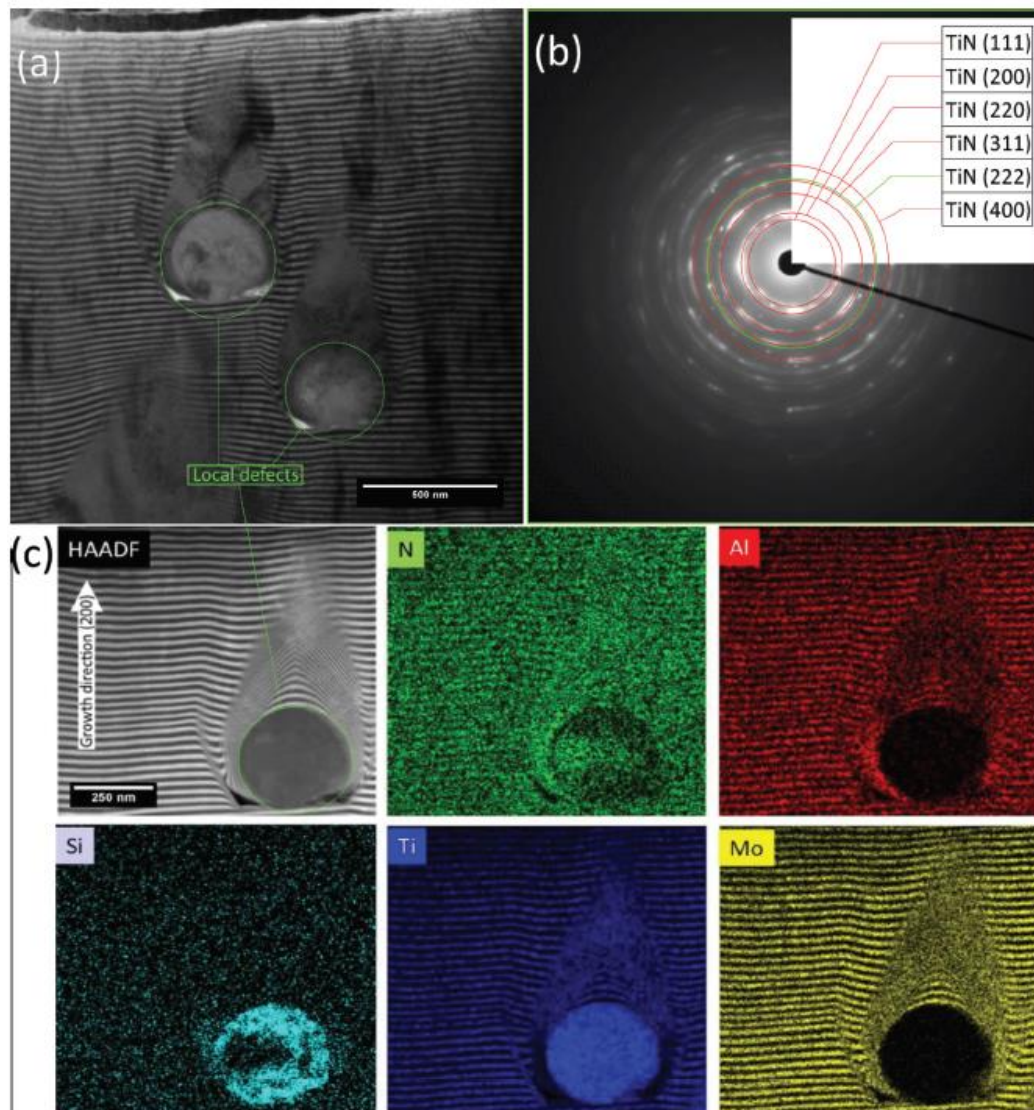 (a)
Local defects
500 nm
(b)
TiN (111)
TiN (200)
TiN (220)
TiN (311)
TiN (222)
TiN (400)
(c)
HAADF
Growth direction (200)
250 nm
N
Al
Si
Ti
Mo